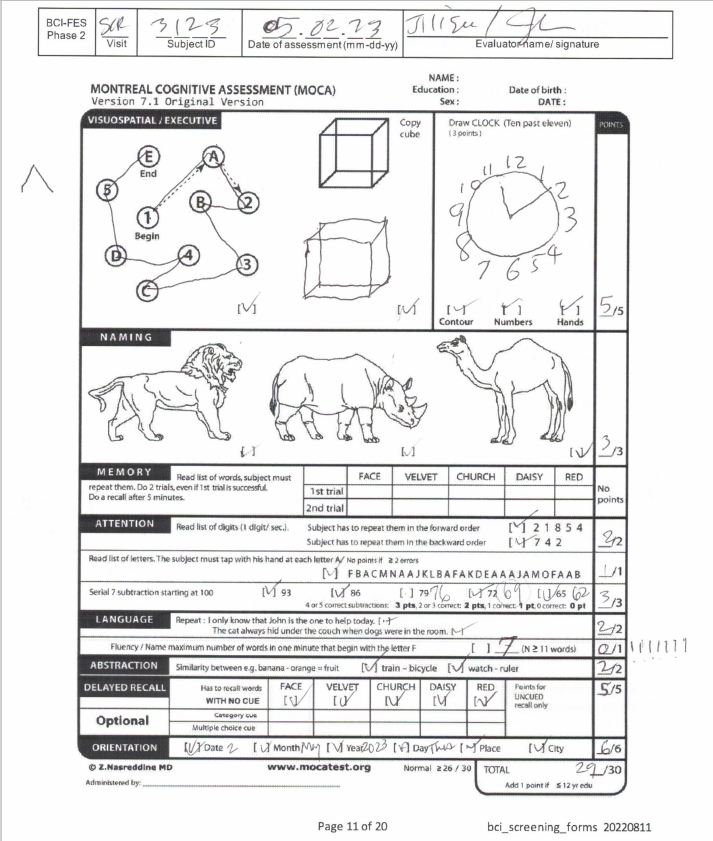 BCI-FES
Phase 2
SCR
Visit
3123
Subject ID
05.02.23
Date of assessment (mm-dd-yy)
Evaluator name/ signature
NAME :
MONTREAL COGNITIVE ASSESSMENT (MOCA)
Education :
Date of birth :
Version 7.1 Original Version
Sex :
DATE :
VISUOSPATIAL / EXECUTIVE
Copy cube
Draw CLOCK (Ten past eleven)
(3 points)
POINTS
E
End
A
5
B
2
1
Begin
D
4
3
C
12
11
10
2
9
3
8
4
7 6 5
[✓]
[✓]
[✓] [✓] [✓]
Contour Numbers Hands
5/5
NAMING
[✓]
[✓]
[✓]
3/3
MEMORY
Read list of words, subject must
repeat them. Do 2 trials, even if 1st trial is successful.
Do a recall after 5 minutes.
FACE VELVET CHURCH DAISY RED
1st trial
2nd trial
No points
ATTENTION
Read list of digits (1 digit/ sec.).
Subject has to repeat them in the forward order [✓] 2 1 8 5 4
Subject has to repeat them in the backward order [✓] 7 4 2
2/2
Read list of letters. The subject must tap with his hand at each letter A. No points if ≥ 2 errors
[✓] F B A C M N A A J K L B A F A K D E A A A J A M O F A A B
1/1
Serial 7 subtraction starting at 100 [✓] 93 [✓] 86 [ ] 79 76 [✓] 72 69 [✓] 65 62
4 or 5 correct subtractions: 3 pts, 2 or 3 correct: 2 pts, 1 correct: 1 pt, 0 correct: 0 pt
3/3
LANGUAGE
Repeat : I only know that John is the one to help today. [✓]
The cat always hid under the couch when dogs were in the room. [✓]
2/2
Fluency / Name maximum number of words in one minute that begin with the letter F [ ] 7 (N ≥ 11 words)
0/1
ABSTRACTION
Similarity between e.g. banana - orange = fruit [✓] train – bicycle [✓] watch - ruler
2/2
DELAYED RECALL
Has to recall words
WITH NO CUE
FACE VELVET CHURCH DAISY RED
[✓] [✓] [✓] [✓] [✓]
Points for UNCUED recall only
5/5
Optional
Category cue
Multiple choice cue
ORIENTATION
[✓] Date 2 [✓] Month May [✓] Year 2023 [✓] Day [✓] Place [✓] City
6/6
© Z.Nasreddine MD
www.mocatest.org
Normal ≥ 26 / 30
TOTAL
29/30
Administered by:
Add 1 point if ≤ 12 yr edu
Page 11 of 20
bci_screening_forms 20220811